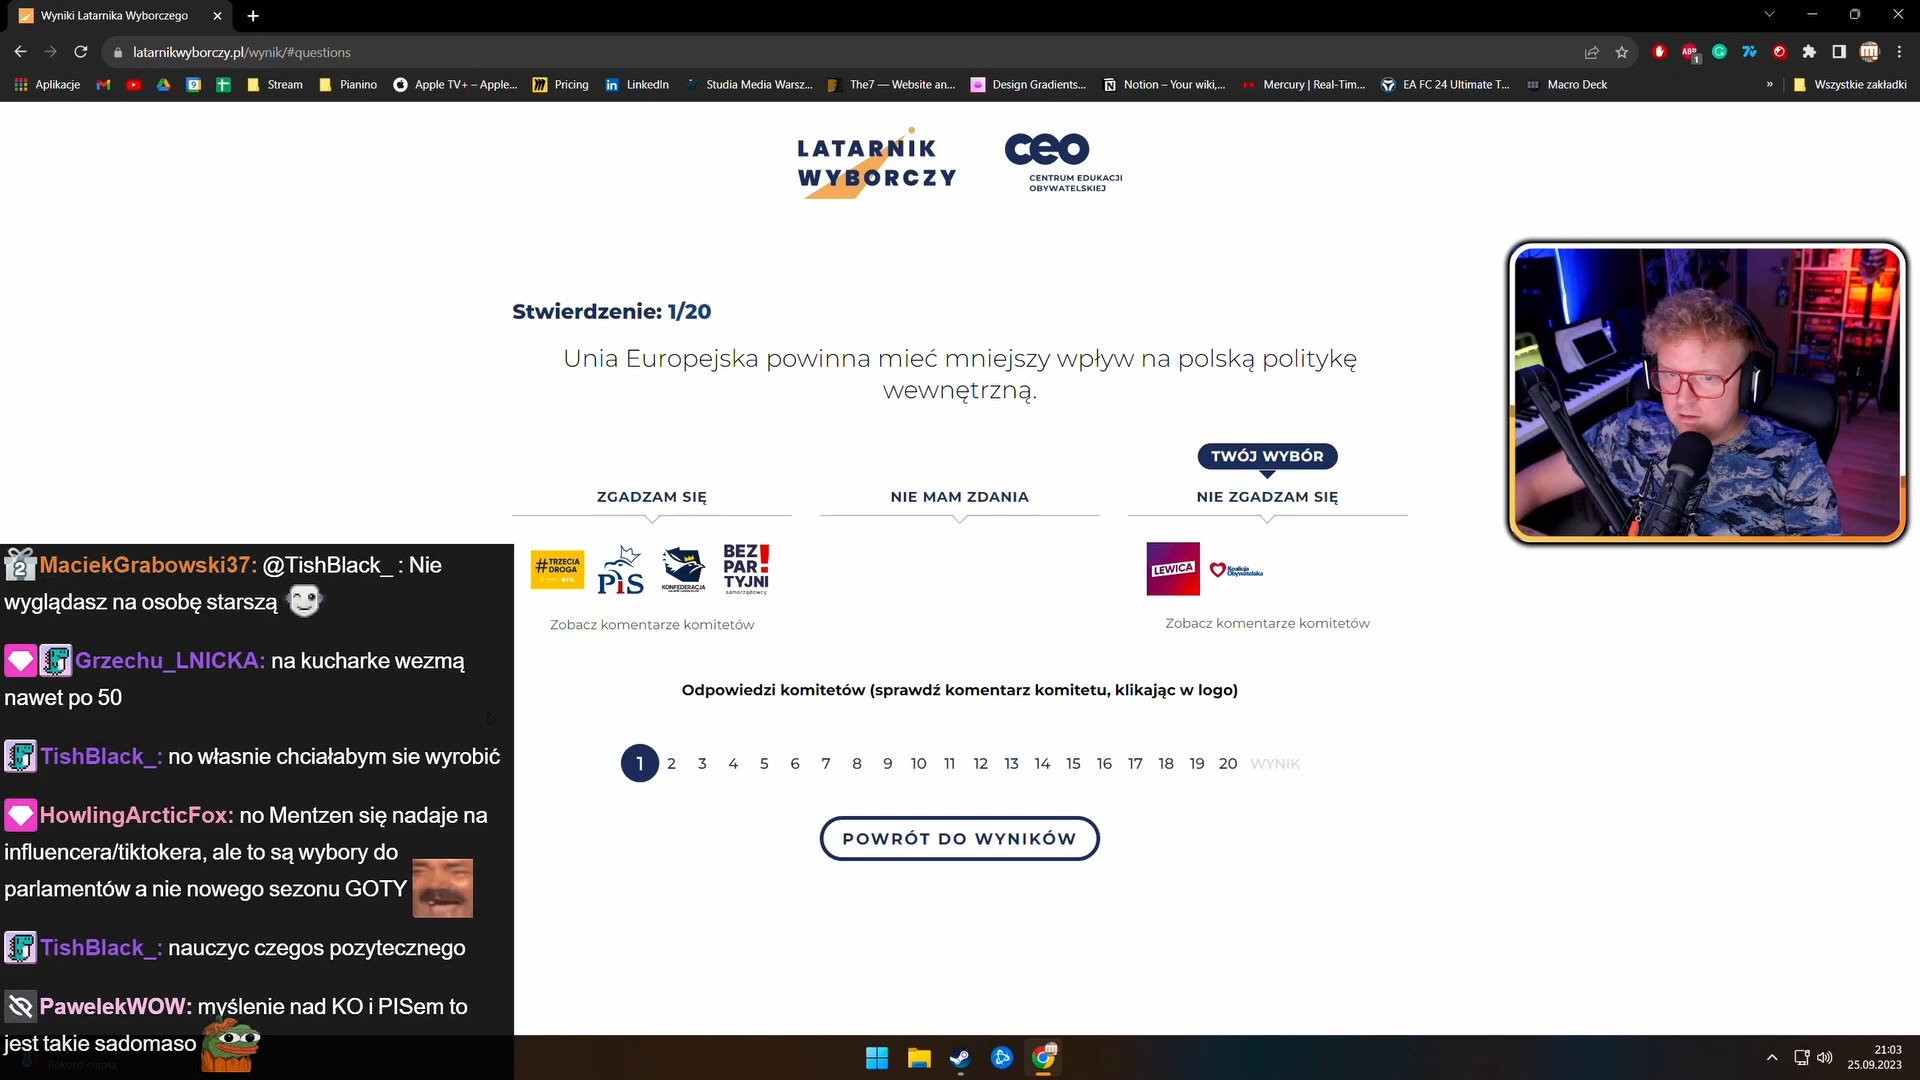 Wyniki Latarnika Wyborczego
latarnikwyborczy.pl/wynik/#questions
Aplikacje
Stream
Pianino
Apple TV+ – Apple...
Pricing
LinkedIn
Studia Media Warsz...
The7 — Website an...
Design Gradients...
Notion – Your wiki,...
Mercury | Real-Tim...
EA FC 24 Ultimate T...
Macro Deck
»
Wszystkie zakładki
LATARNIK
WYBORCZY
ceo
CENTRUM EDUKACJI
OBYWATELSKIEJ
Stwierdzenie: 1/20
Unia Europejska powinna mieć mniejszy wpływ na polską politykę
wewnętrzną.
TWÓJ WYBÓR
ZGADZAM SIĘ
NIE MAM ZDANIA
NIE ZGADZAM SIĘ
#TRZECIA
DROGA
PiS
KONFEDERACJA
BEZ!
PAR
TYJNI
samorządowcy
LEWICA
Koalicja
Obywatelska
Zobacz komentarze komitetów
Zobacz komentarze komitetów
Odpowiedzi komitetów (sprawdź komentarz komitetu, klikając w logo)
1 2 3 4 5 6 7 8 9 10 11 12 13 14 15 16 17 18 19 20 WYNIK
POWRÓT DO WYNIKÓW
MaciekGrabowski37: @TishBlack_ : Nie
wyglądasz na osobę starszą
Grzechu_LNICKA: na kucharke wezmą
nawet po 50
TishBlack_: no własnie chciałabym sie wyrobić
HowlingArcticFox: no Mentzen się nadaje na
influencera/tiktokera, ale to są wybory do
parlamentów a nie nowego sezonu GOTY
TishBlack_: nauczyc czegos pozytecznego
PawelekWOW: myślenie nad KO i PISem to
jest takie sadomaso
Rekord ciepła
21:03
25.09.2023